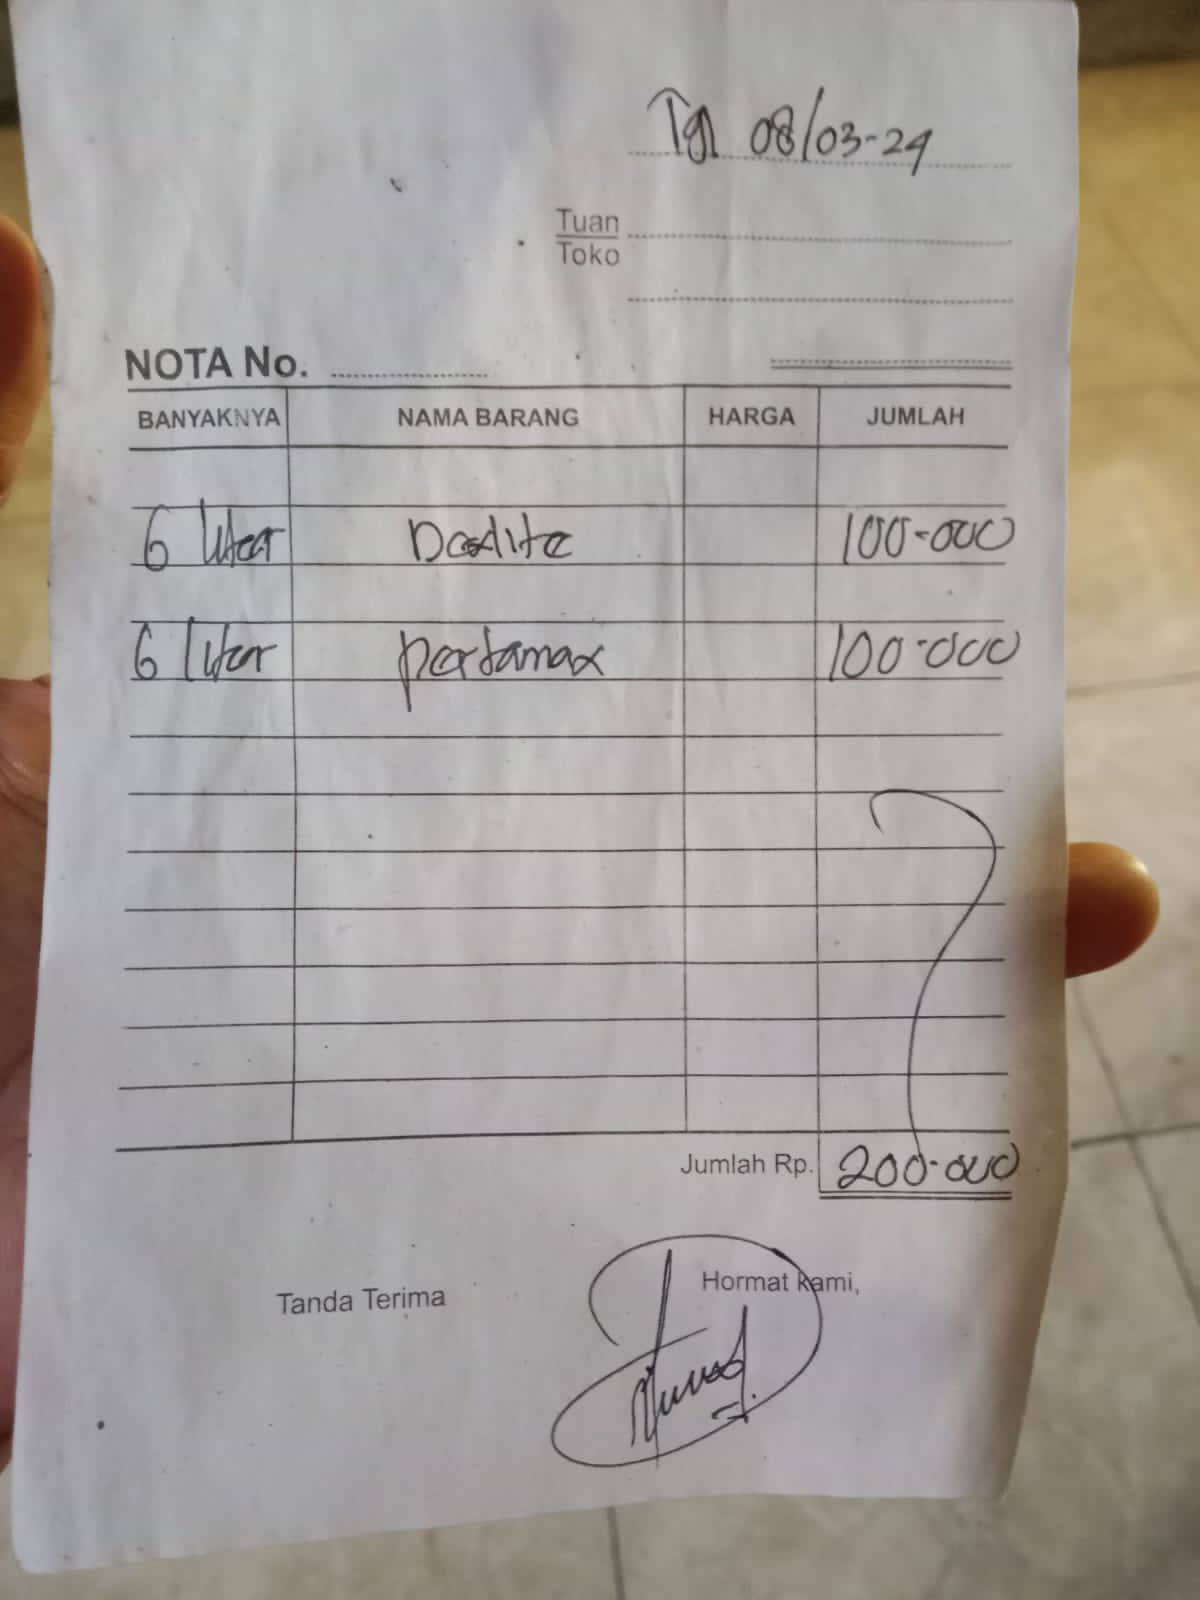 Tgl 08/03-24
Tuan
Toko
NOTA No.
BANYAKNYA NAMA BARANG HARGA JUMLAH
6 liter 100-000
6 liter pertamax 100-000
Jumlah Rp. 200-000
Tanda Terima Hormat kami,